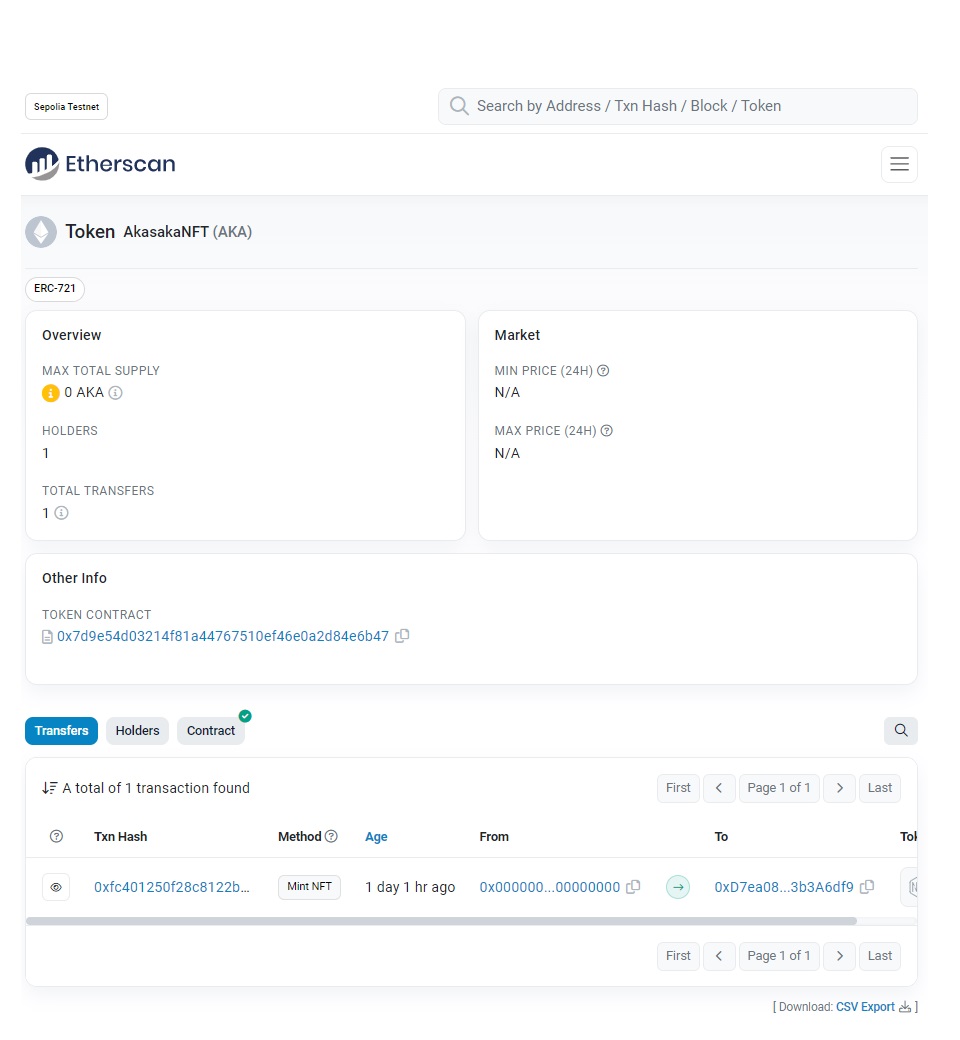 Sepolia Testnet
Search by Address / Txn Hash / Block / Token
Etherscan
Token AkasakaNFT (AKA)
ERC-721
Overview
MAX TOTAL SUPPLY
0 AKA
HOLDERS
1
TOTAL TRANSFERS
1
Market
MIN PRICE (24H)
N/A
MAX PRICE (24H)
N/A
Other Info
TOKEN CONTRACT
0x7d9e54d03214f81a44767510ef46e0a2d84e6b47
Transfers Holders Contract
A total of 1 transaction found
First Page 1 of 1 Last
Txn Hash Method Age From To
0xfc401250f28c8122b... Mint NFT 1 day 1 hr ago 0x000000...00000000 0xD7ea08...3b3A6df9
First Page 1 of 1 Last
[ Download: CSV Export ]